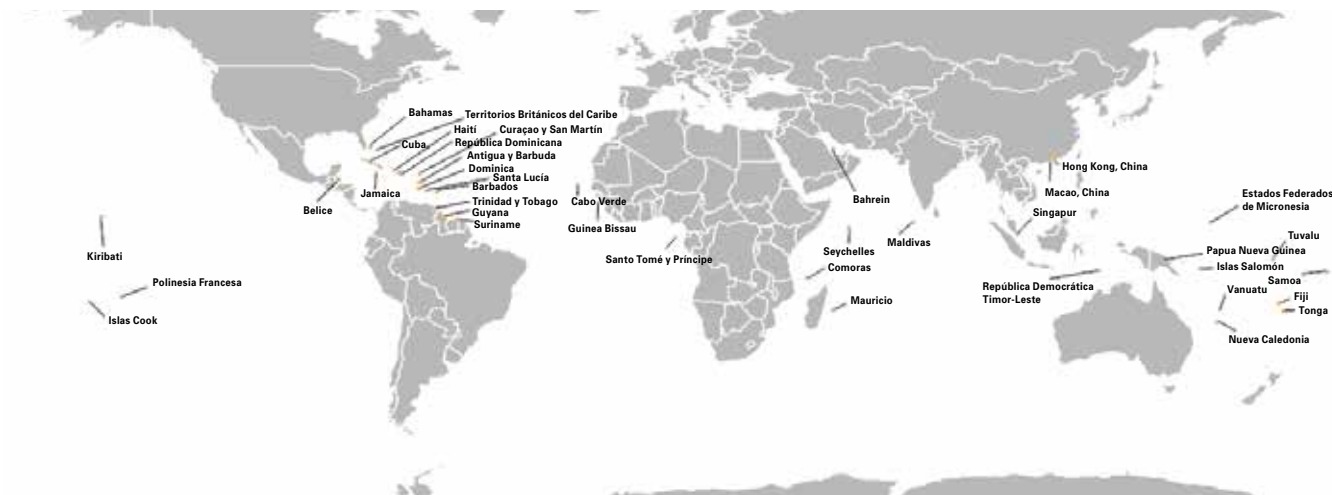 Bahamas
Territorios Británicos del Caribe
Haití
Curaçao y San Martín
Cuba
República Dominicana
Antigua y Barbuda
Dominica
Santa Lucía
Jamaica
Barbados
Belice
Trinidad y Tobago
Guyana
Suriname
Kiribati
Polinesia Francesa
Islas Cook
Cabo Verde
Guinea Bissau
Santo Tomé y Príncipe
Bahrein
Seychelles
Maldivas
Comoras
Mauricio
Hong Kong, China
Macao, China
Singapur
República Democrática
Timor-Leste
Estados Federados
de Micronesia
Tuvalu
Papua Nueva Guinea
Islas Salomón
Samoa
Vanuatu
Fiji
Tonga
Nueva Caledonia